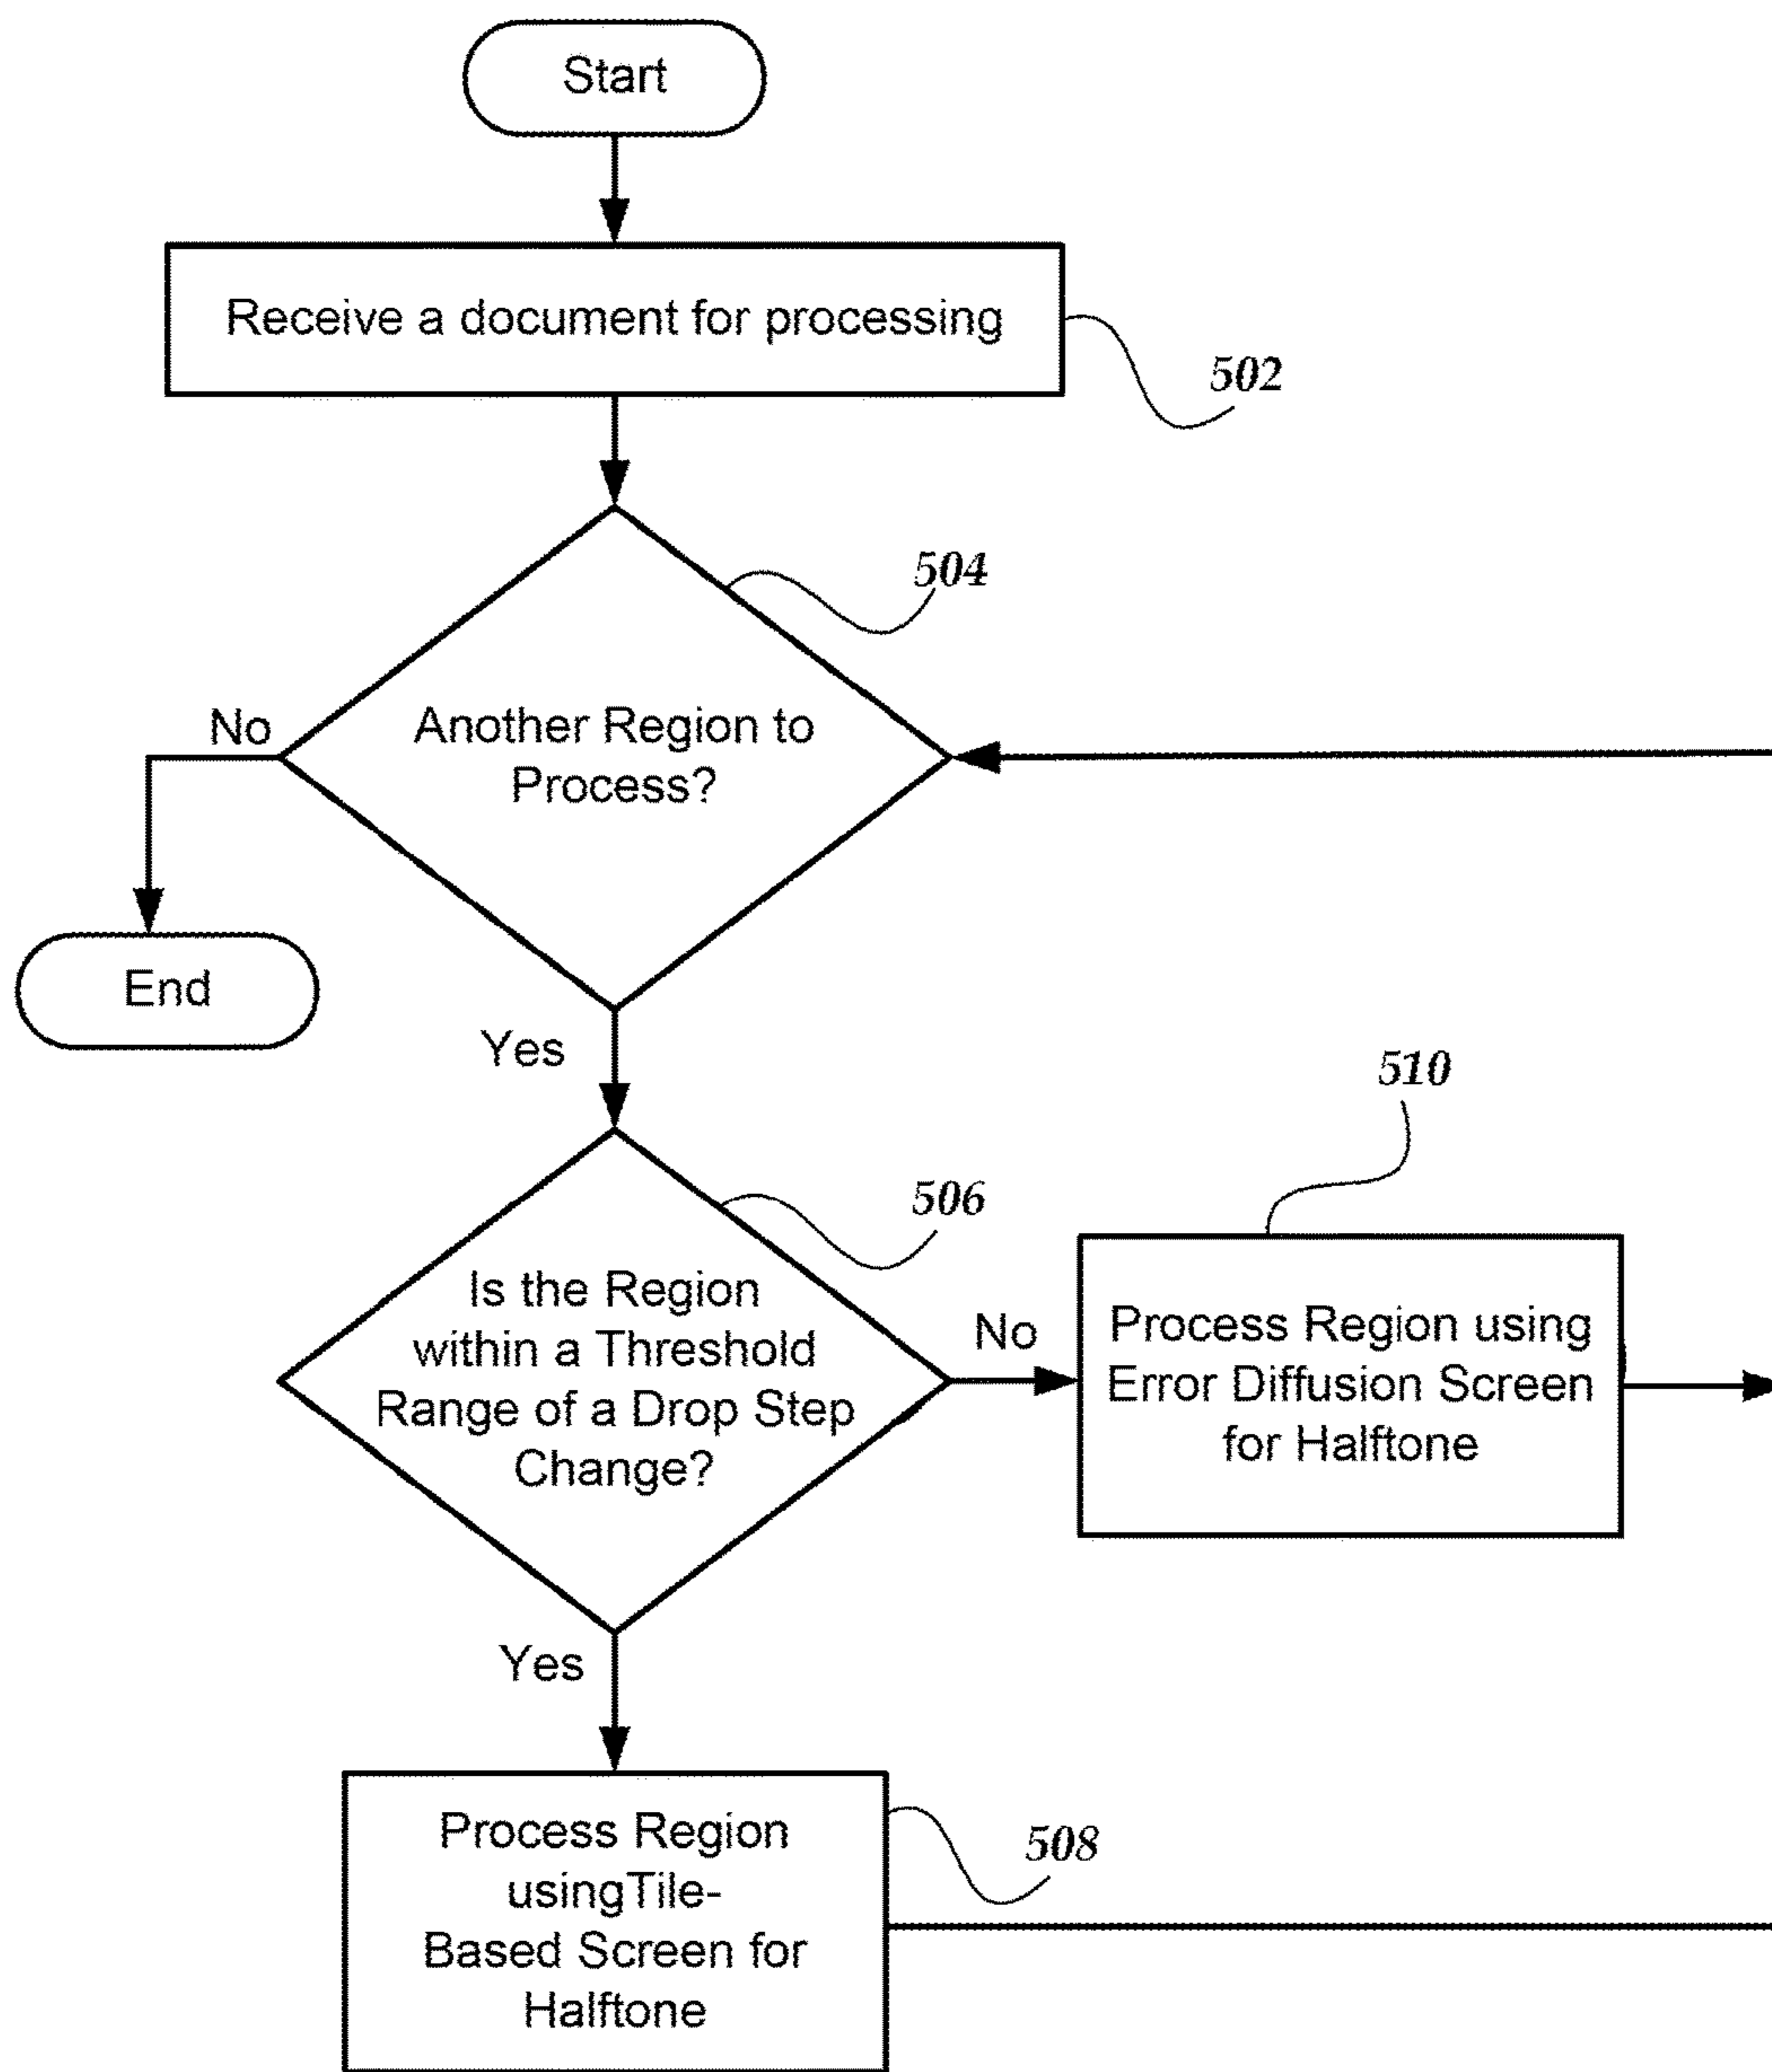 Start
Receive a document for processing
502
504
No
Another Region to
Process?
End
Yes
510
506
Is the Region
within a Threshold
Range of a Drop Step
Change?
No
Process Region using
Error Diffusion Screen
for Halftone
Yes
508
Process Region
usingTile-
Based Screen for
Halftone